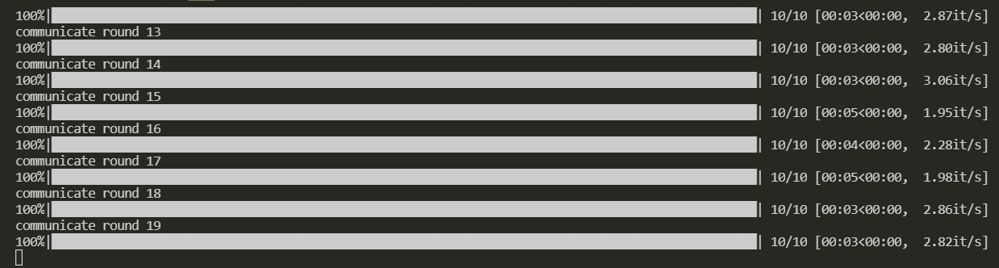 100%| | 10/10 [00:03<00:00, 2.87it/s]
communicate round 13
100%| | 10/10 [00:03<00:00, 2.80it/s]
communicate round 14
100%| | 10/10 [00:03<00:00, 3.06it/s]
communicate round 15
100%| | 10/10 [00:05<00:00, 1.95it/s]
communicate round 16
100%| | 10/10 [00:04<00:00, 2.28it/s]
communicate round 17
100%| | 10/10 [00:05<00:00, 1.98it/s]
communicate round 18
100%| | 10/10 [00:03<00:00, 2.86it/s]
communicate round 19
100%| | 10/10 [00:03<00:00, 2.82it/s]